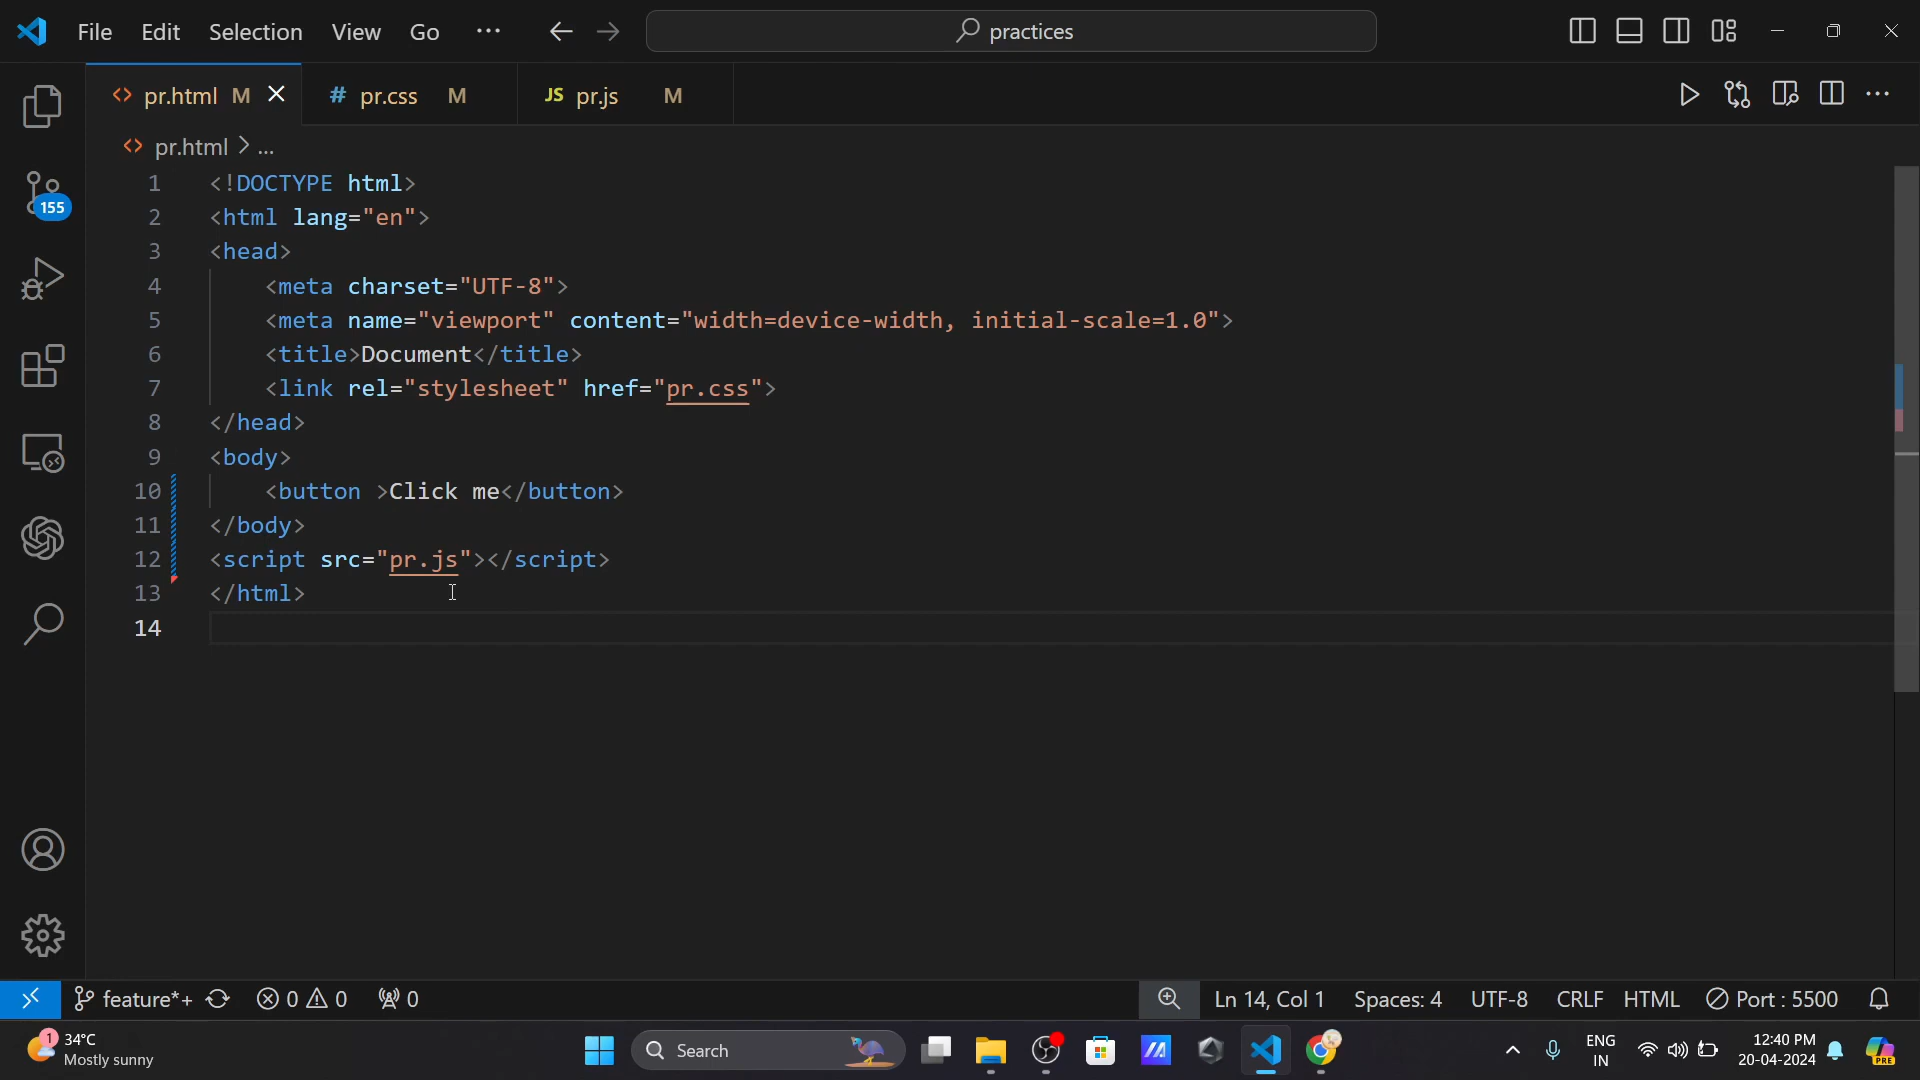 File Edit Selection View Go ··· practices
<> pr.html M # pr.css M JS pr.js M
<> pr.html > ...
155
1 <!DOCTYPE html>
2 <html lang="en">
3 <head>
4     <meta charset="UTF-8">
5     <meta name="viewport" content="width=device-width, initial-scale=1.0">
6     <title>Document</title>
7     <link rel="stylesheet" href="pr.css">
8 </head>
9 <body>
10     <button >Click me</button>
11 </body>
12 <script src="pr.js"></script>
13 </html>
14
feature*+ 0 0 0 Ln 14, Col 1 Spaces: 4 UTF-8 CRLF HTML Port : 5500
1 34°C Search ENG 12:40 PM
Mostly sunny IN 20-04-2024 PRE